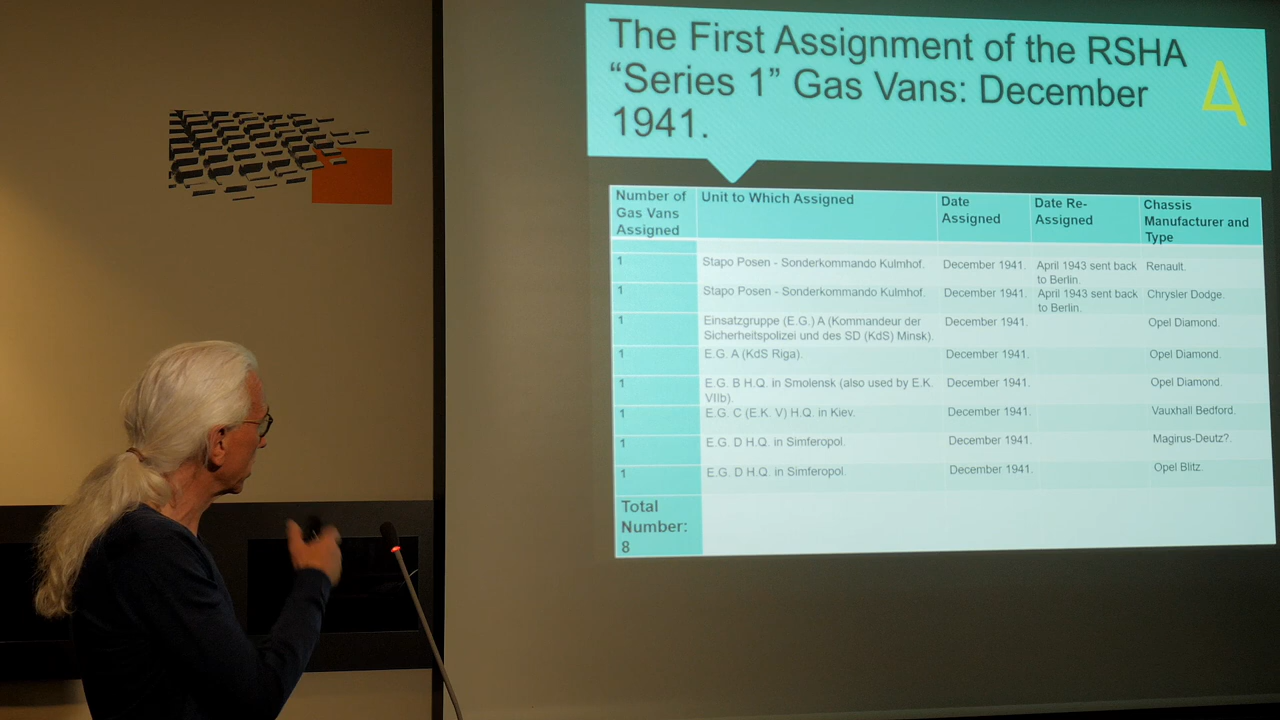 The First Assignment of the RSHA
“Series 1” Gas Vans: December
1941.
Number of Gas Vans Assigned | Unit to Which Assigned | Date Assigned | Date Re-Assigned | Chassis Manufacturer and Type
1 | Stapo Posen - Sonderkommando Kulmhof. | December 1941. | April 1943 sent back to Berlin. | Renault.
1 | Stapo Posen - Sonderkommando Kulmhof. | December 1941. | April 1943 sent back to Berlin. | Chrysler Dodge.
1 | Einsatzgruppe (E.G.) A (Kommandeur der Sicherheitspolizei und des SD (KdS) Minsk). | December 1941. | Opel Diamond.
1 | E.G. A (KdS Riga). | December 1941. | Opel Diamond.
1 | E.G. B H.Q. in Smolensk (also used by E.K. VIIb). | December 1941. | Opel Diamond.
1 | E.G. C (E.K. V) H.Q. in Kiev. | December 1941. | Vauxhall Bedford.
1 | E.G. D H.Q. in Simferopol. | December 1941. | Magirus-Deutz?.
1 | E.G. D H.Q. in Simferopol. | December 1941. | Opel Blitz.
Total
Number:
8